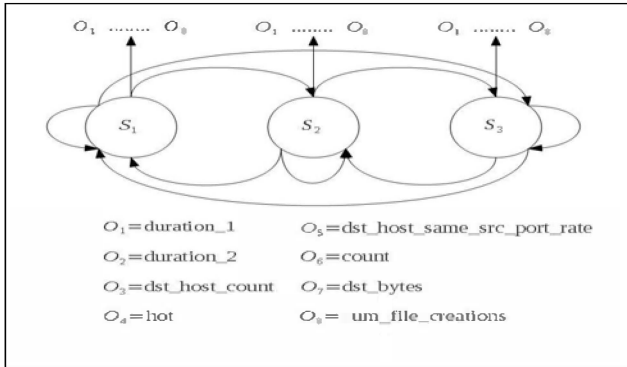 O₁ ........ O₈ O₁ ........ O₈ O₁ ........ O₈
S₁ S₂ S₃
O₁=duration_1 O₅=dst_host_same_src_port_rate
O₂=duration_2 O₆=count
O₃=dst_host_count O₇=dst_bytes
O₄=hot O₈= um_file_creations